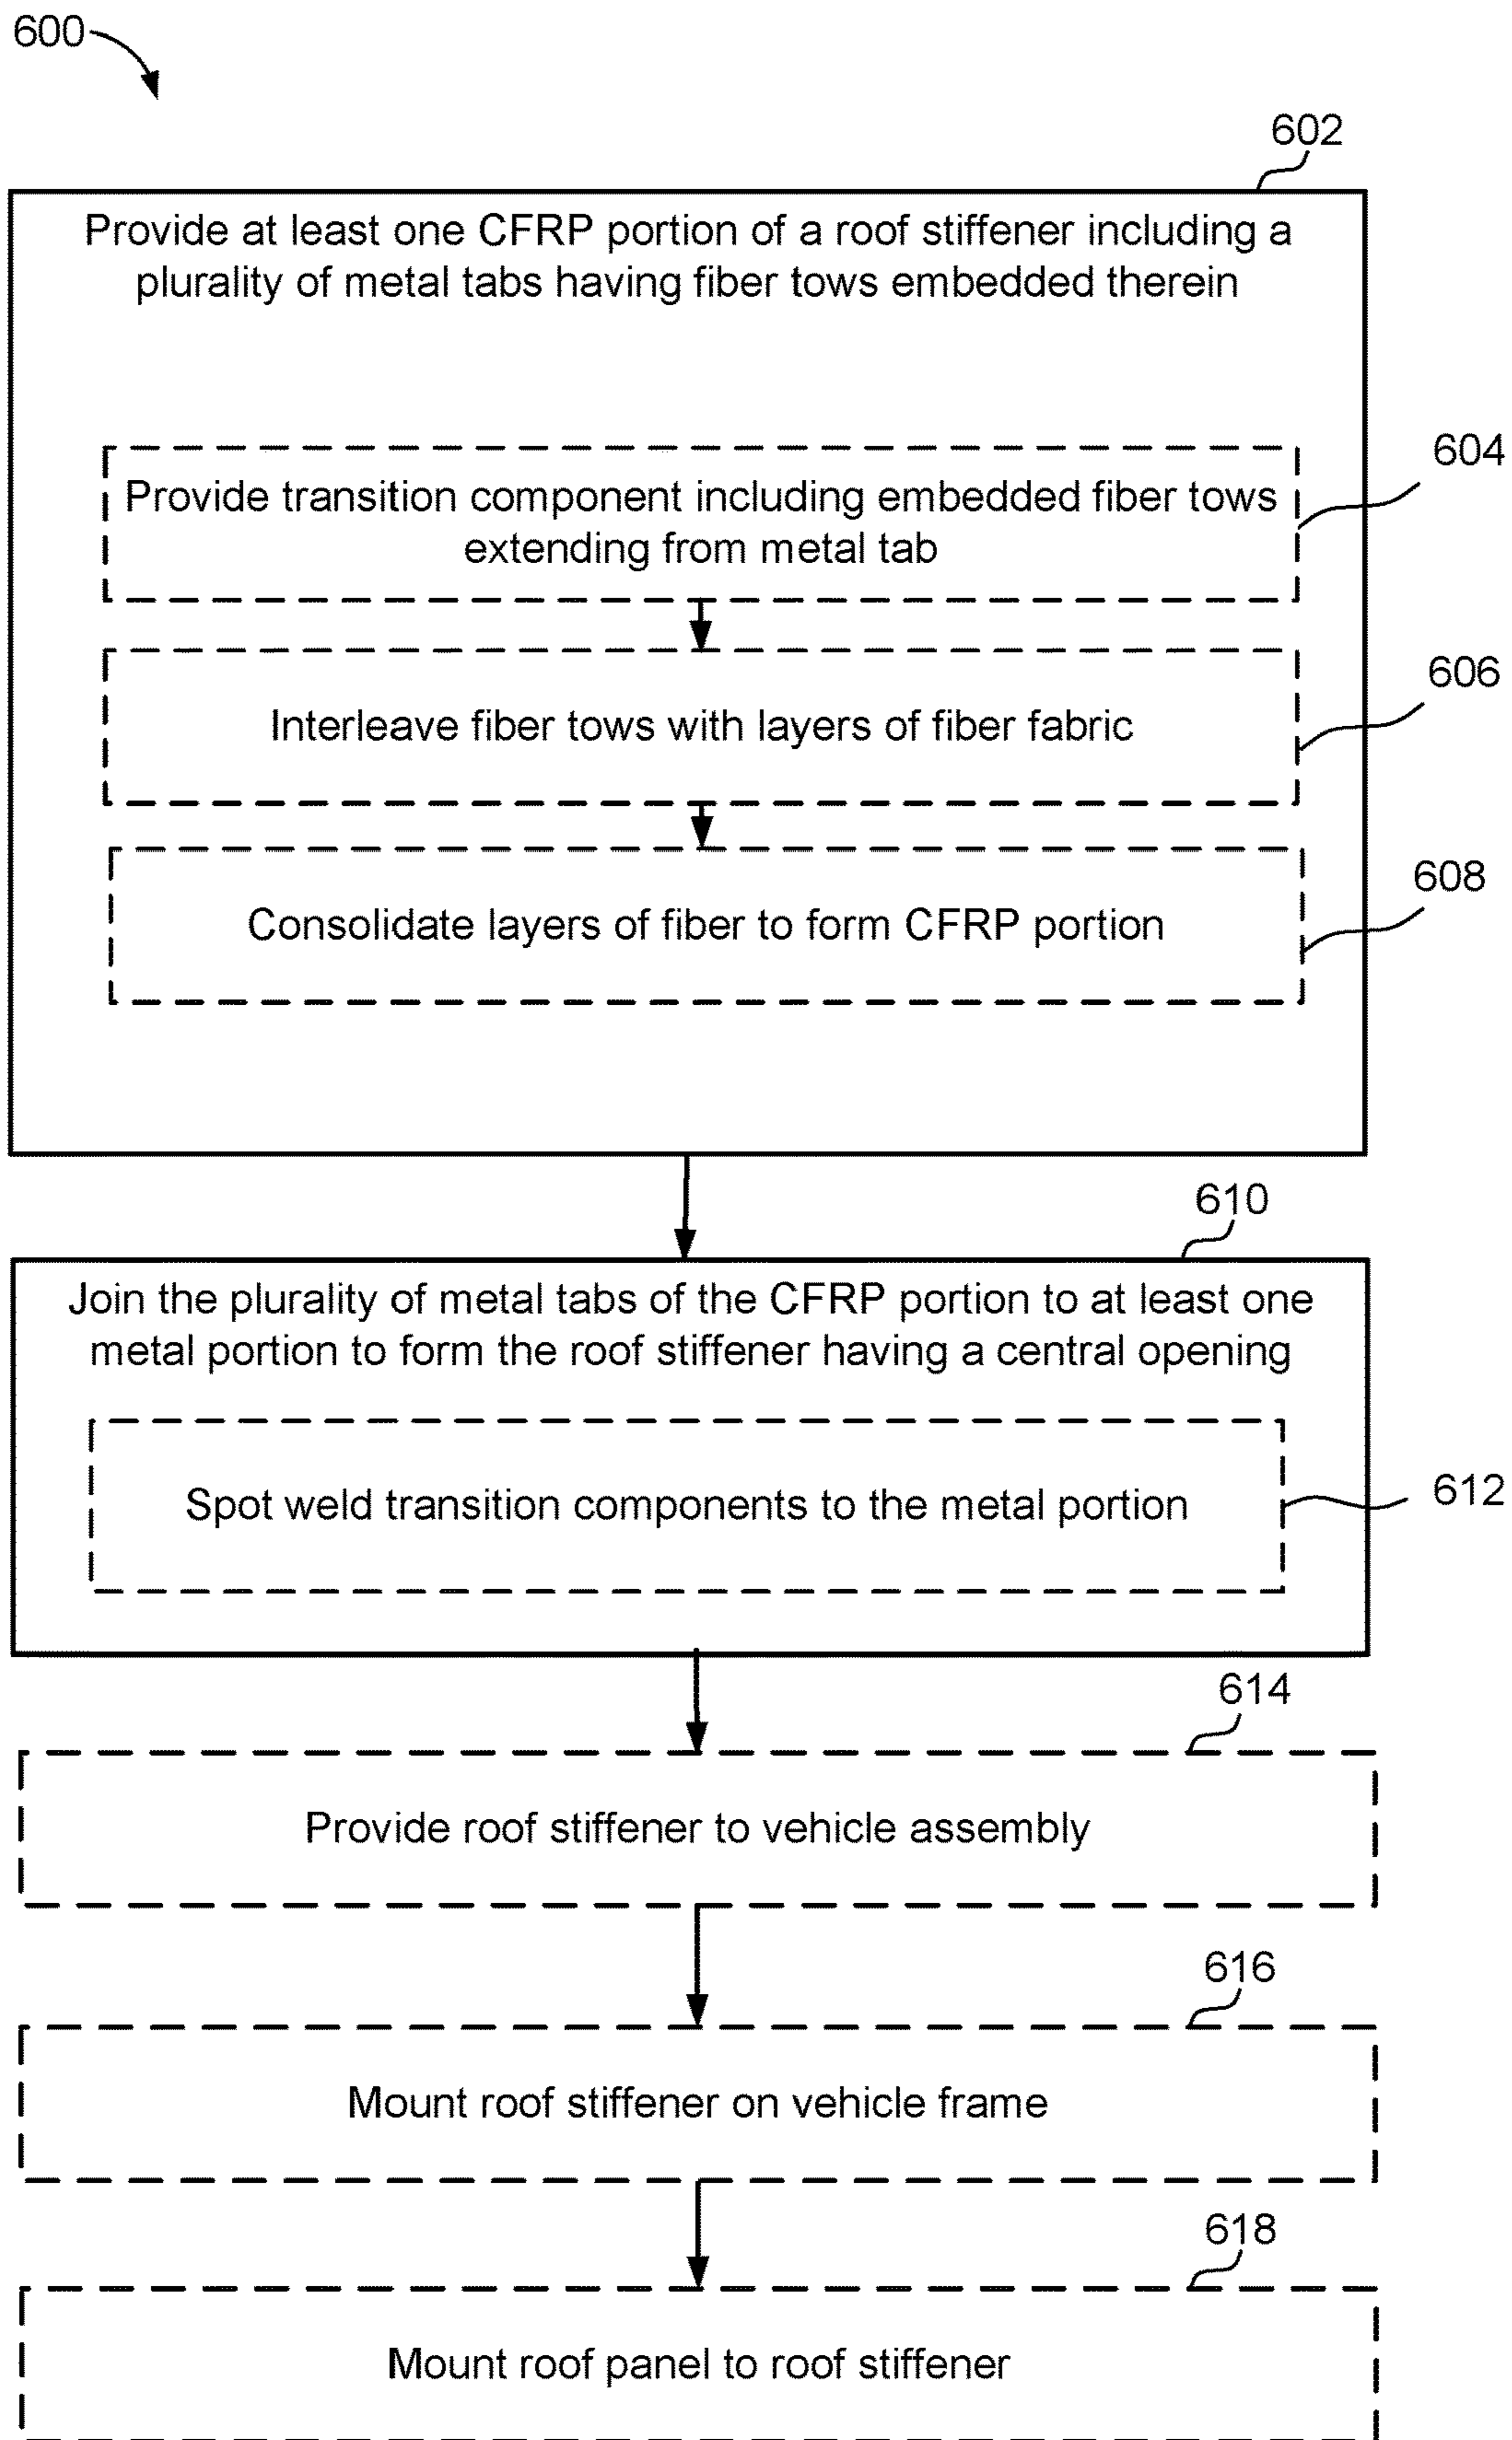 600
602
Provide at least one CFRP portion of a roof stiffener including a
plurality of metal tabs having fiber tows embedded therein
604
Provide transition component including embedded fiber tows
extending from metal tab
606
Interleave fiber tows with layers of fiber fabric
608
Consolidate layers of fiber to form CFRP portion
610
Join the plurality of metal tabs of the CFRP portion to at least one
metal portion to form the roof stiffener having a central opening
Spot weld transition components to the metal portion
612
614
Provide roof stiffener to vehicle assembly
616
Mount roof stiffener on vehicle frame
618
Mount roof panel to roof stiffener